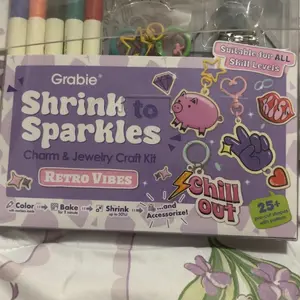 Grabie®
Suitable for ALL
Skill Levels
Shrink to
Sparkles
Charm & Jewelry Craft Kit
RETRO VIBES
Chill
OUT
Color
Bake
Shrink
...and
Accessorize!
25+